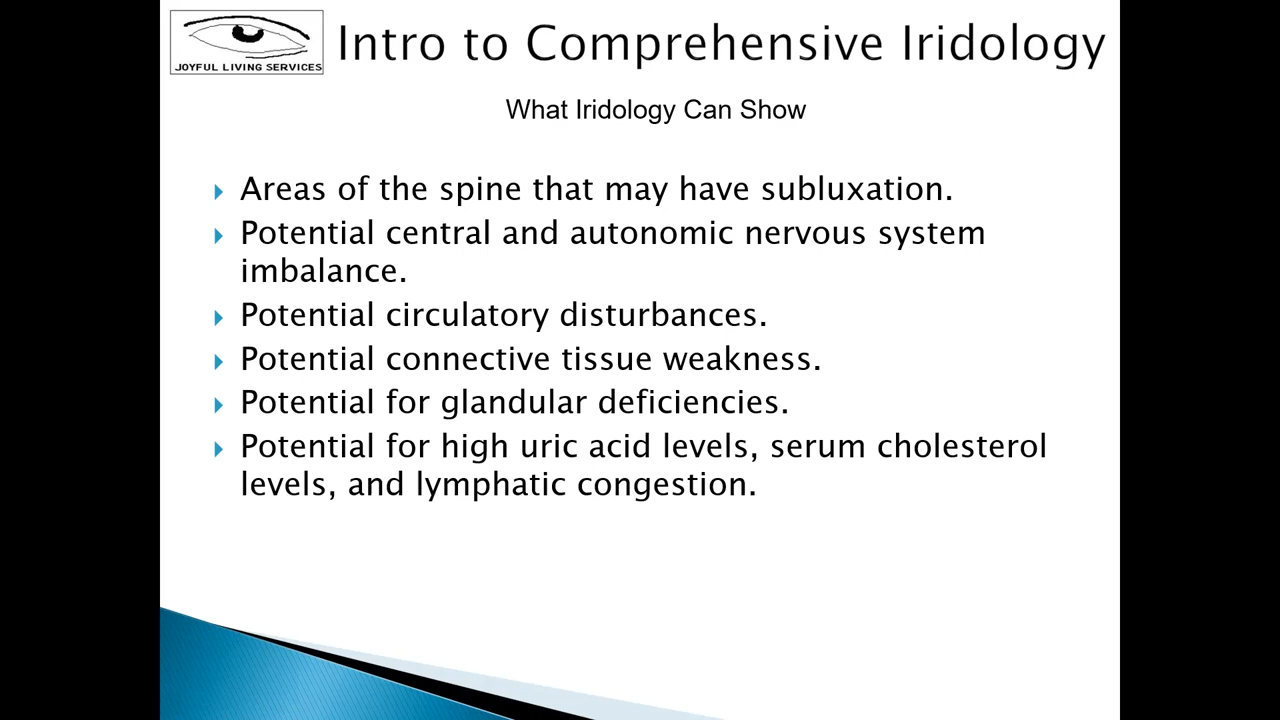 JOYFUL LIVING SERVICES
Intro to Comprehensive Iridology
What Iridology Can Show
Areas of the spine that may have subluxation.
Potential central and autonomic nervous system
imbalance.
Potential circulatory disturbances.
Potential connective tissue weakness.
Potential for glandular deficiencies.
Potential for high uric acid levels, serum cholesterol
levels, and lymphatic congestion.